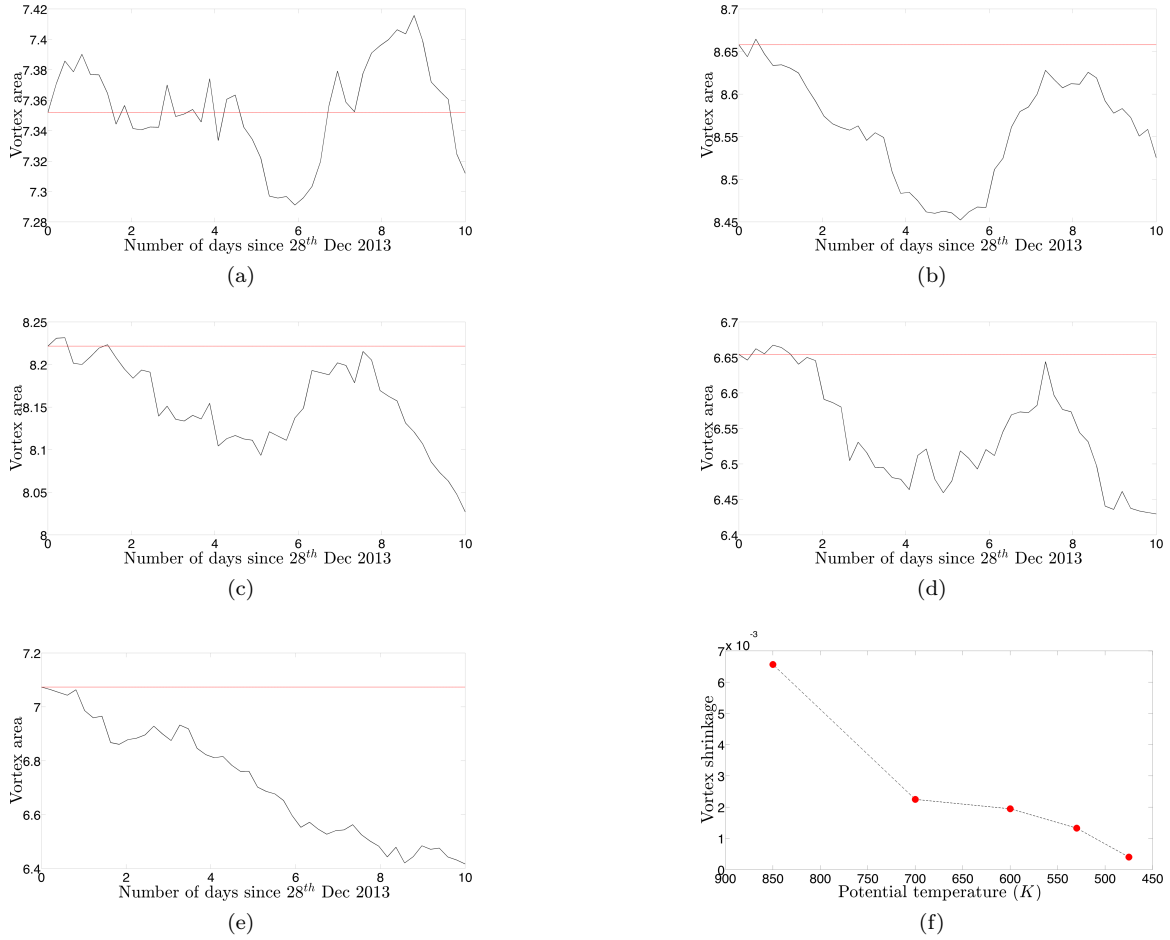 7.42
7.4
7.38
7.36
7.34
7.32
7.3
7.28
Vortex area
0 2 4 6 8 10
Number of days since 28th Dec 2013
(a)
8.7
8.65
8.6
8.55
8.5
8.45
Vortex area
0 2 4 6 8 10
Number of days since 28th Dec 2013
(b)
8.25
8.2
8.15
8.1
8.05
8
Vortex area
0 2 4 6 8 10
Number of days since 28th Dec 2013
(c)
6.7
6.65
6.6
6.55
6.5
6.45
6.4
Vortex area
0 2 4 6 8 10
Number of days since 28th Dec 2013
(d)
7.2
7
6.8
6.6
6.4
Vortex area
0 2 4 6 8 10
Number of days since 28th Dec 2013
(e)
x 10-3
7
6
5
4
3
2
1
0
Vortex shrinkage
900 850 800 750 700 650 600 550 500 450
Potential temperature (K)
(f)